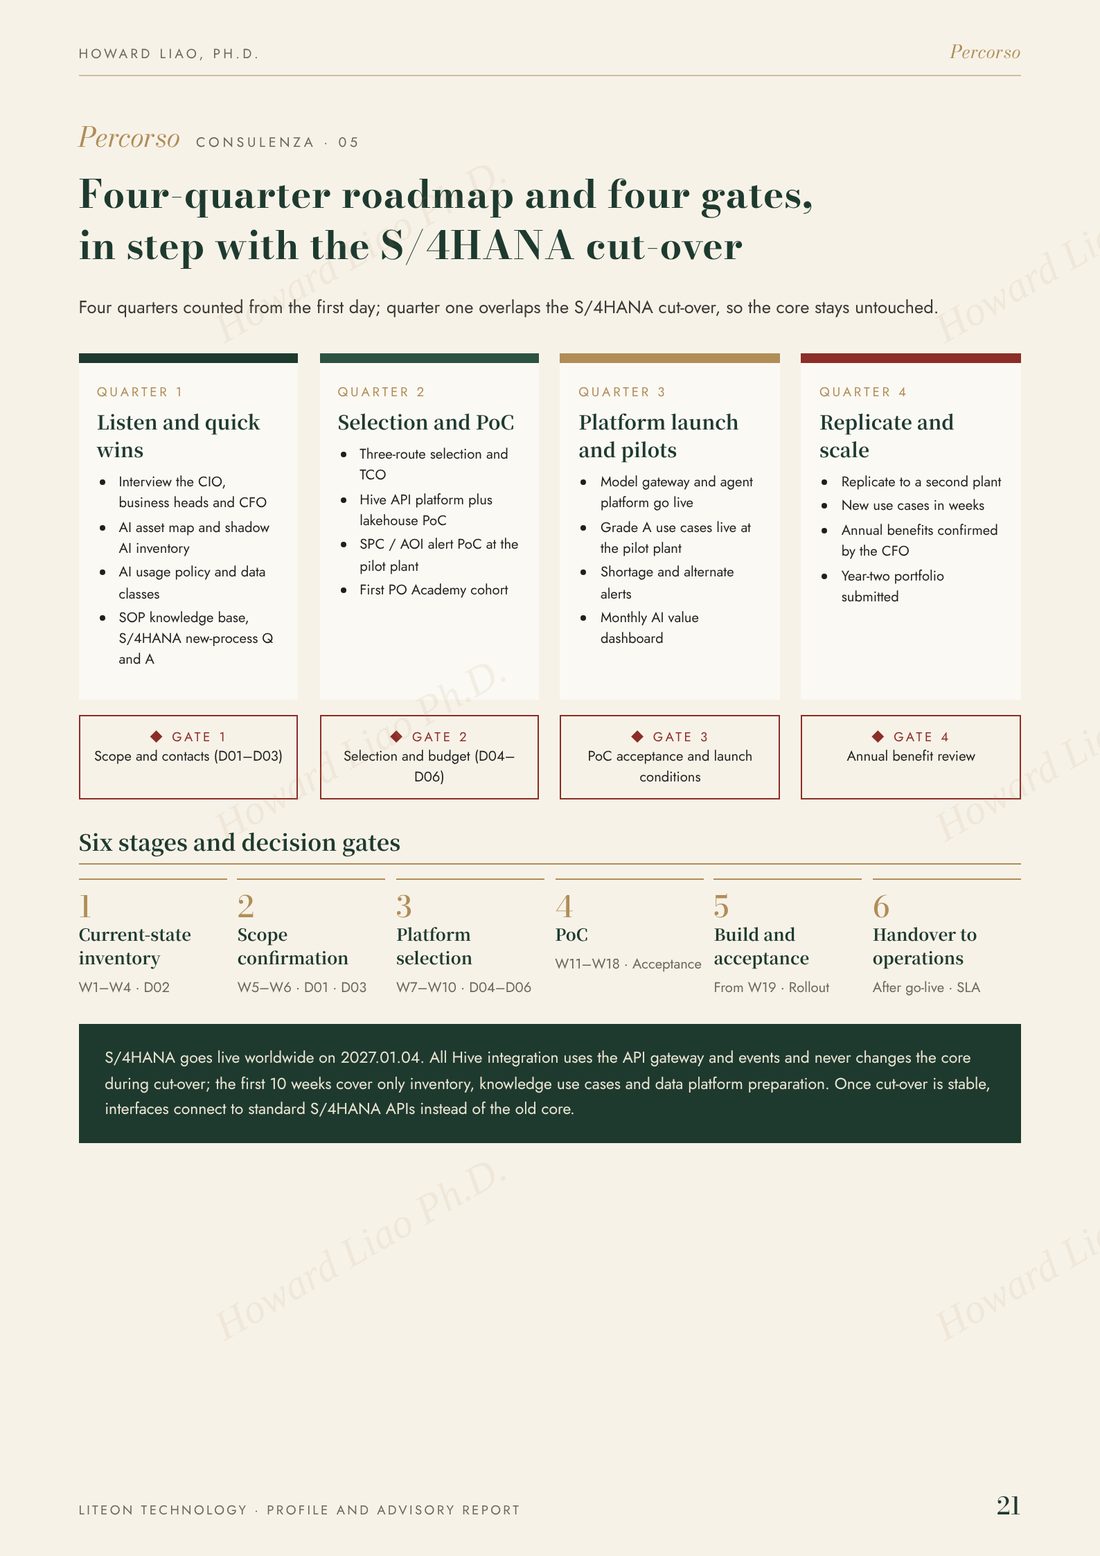 HOWARD LIAO, PH.D.
Percorso
Percorso CONSULENZA · 05
Four-quarter roadmap and four gates,
in step with the S/4HANA cut-over
Four quarters counted from the first day; quarter one overlaps the S/4HANA cut-over, so the core stays untouched.
QUARTER 1
Listen and quick
wins
• Interview the CIO,
business heads and CFO
• AI asset map and shadow
AI inventory
• AI usage policy and data
classes
• SOP knowledge base,
S/4HANA new-process Q
and A
QUARTER 2
Selection and PoC
• Three-route selection and
TCO
• Hive API platform plus
lakehouse PoC
• SPC / AOI alert PoC at the
pilot plant
• First PO Academy cohort
QUARTER 3
Platform launch
and pilots
• Model gateway and agent
platform go live
• Grade A use cases live at
the pilot plant
• Shortage and alternate
alerts
• Monthly AI value
dashboard
QUARTER 4
Replicate and
scale
• Replicate to a second plant
• New use cases in weeks
• Annual benefits confirmed
by the CFO
• Year-two portfolio
submitted
◆ GATE 1
Scope and contacts (D01–D03)
◆ GATE 2
Selection and budget (D04–
D06)
◆ GATE 3
PoC acceptance and launch
conditions
◆ GATE 4
Annual benefit review
Six stages and decision gates
1
Current-state
inventory
W1–W4 · D02
2
Scope
confirmation
W5–W6 · D01 · D03
3
Platform
selection
W7–W10 · D04–D06
4
PoC
W11–W18 · Acceptance
5
Build and
acceptance
From W19 · Rollout
6
Handover to
operations
After go-live · SLA
S/4HANA goes live worldwide on 2027.01.04. All Hive integration uses the API gateway and events and never changes the core
during cut-over; the first 10 weeks cover only inventory, knowledge use cases and data platform preparation. Once cut-over is stable,
interfaces connect to standard S/4HANA APIs instead of the old core.
LITEON TECHNOLOGY · PROFILE AND ADVISORY REPORT
21
Howard Liao Ph.D.
Howard Lia
Howard Liao Ph.D.
Howard Lia
Howard Liao Ph.D.
Howard Lia